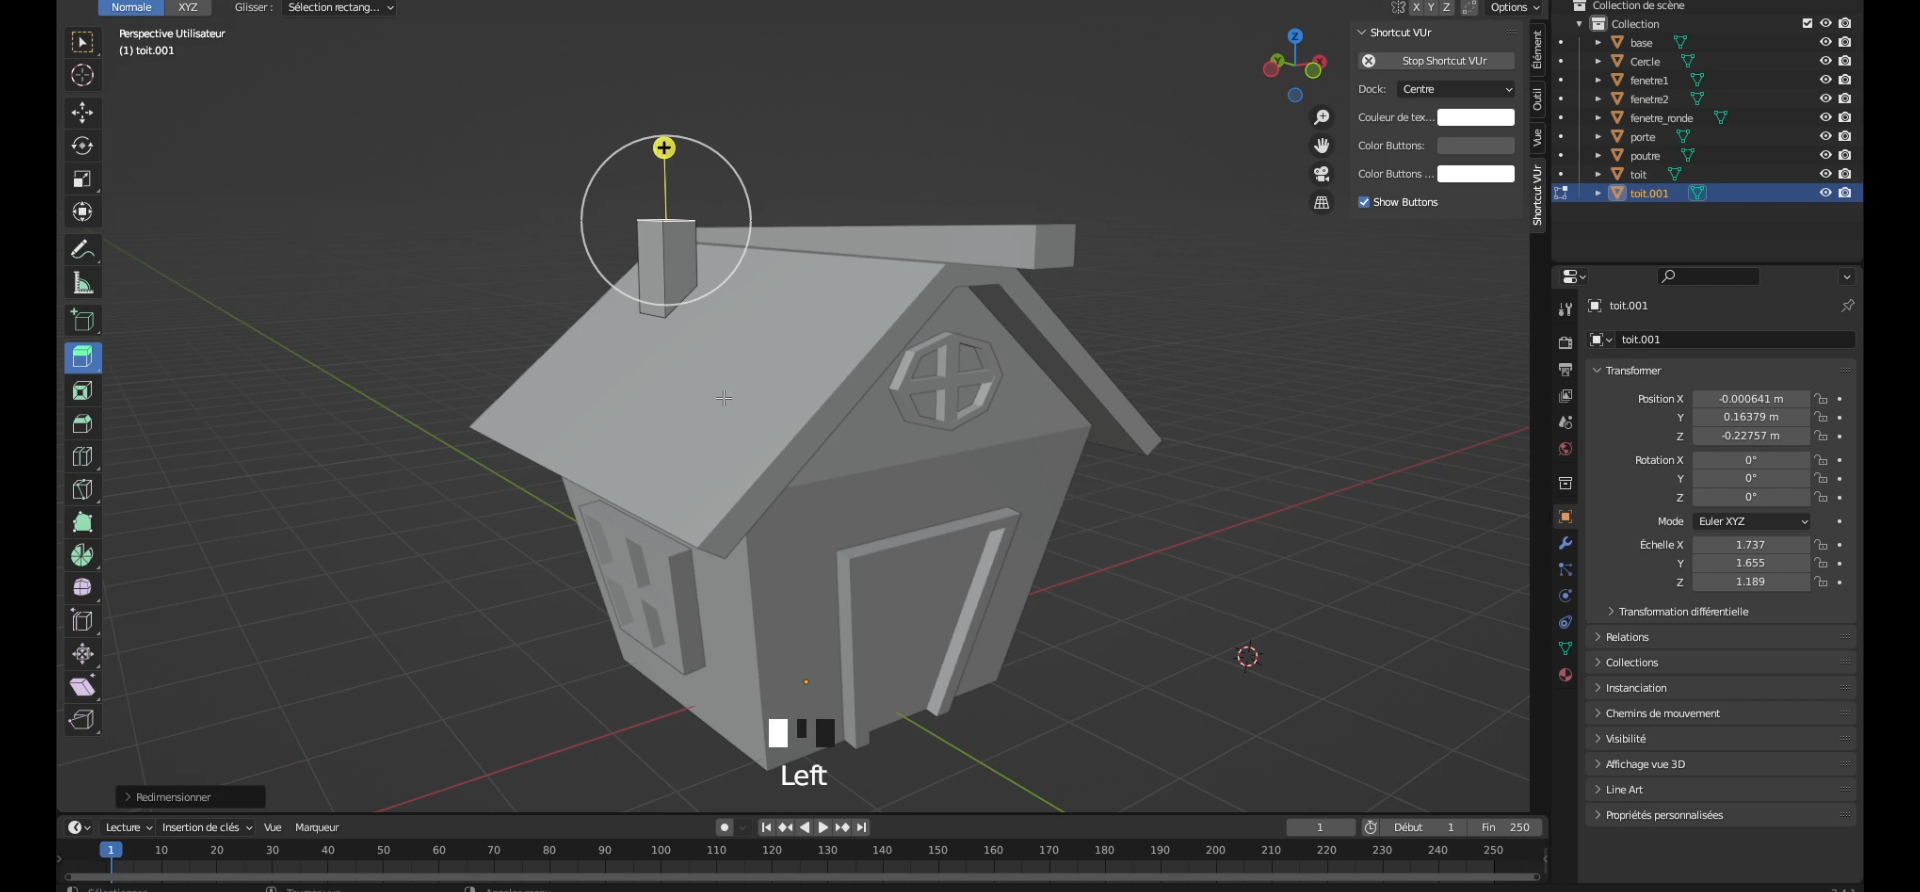 Normale XYZ Glisser : Sélection rectang... X Y Z Options
Perspective Utilisateur
(1) toit.001
Z
Y
X
Shortcut VUr
Stop Shortcut VUr
Dock: Centre
Couleur de tex...
Color Buttons:
Color Buttons ...
Show Buttons
Élément
Outil
Vue
Shortcut VUr
Collection de scène
Collection
base
Cercle
fenetre1
fenetre2
fenetre_ronde
porte
poutre
toit
toit.001
toit.001
toit.001
Transformer
Position X -0.000641 m
Y 0.16379 m
Z -0.22757 m
Rotation X 0°
Y 0°
Z 0°
Mode Euler XYZ
Échelle X 1.737
Y 1.655
Z 1.189
Transformation différentielle
Relations
Collections
Instanciation
Chemins de mouvement
Visibilité
Affichage vue 3D
Line Art
Propriétés personnalisées
Left
Redimensionner
Lecture Insertion de clés Vue Marqueur 1 Début 1 Fin 250
1 10 20 30 40 50 60 70 80 90 100 110 120 130 140 150 160 170 180 190 200 210 220 230 240 250